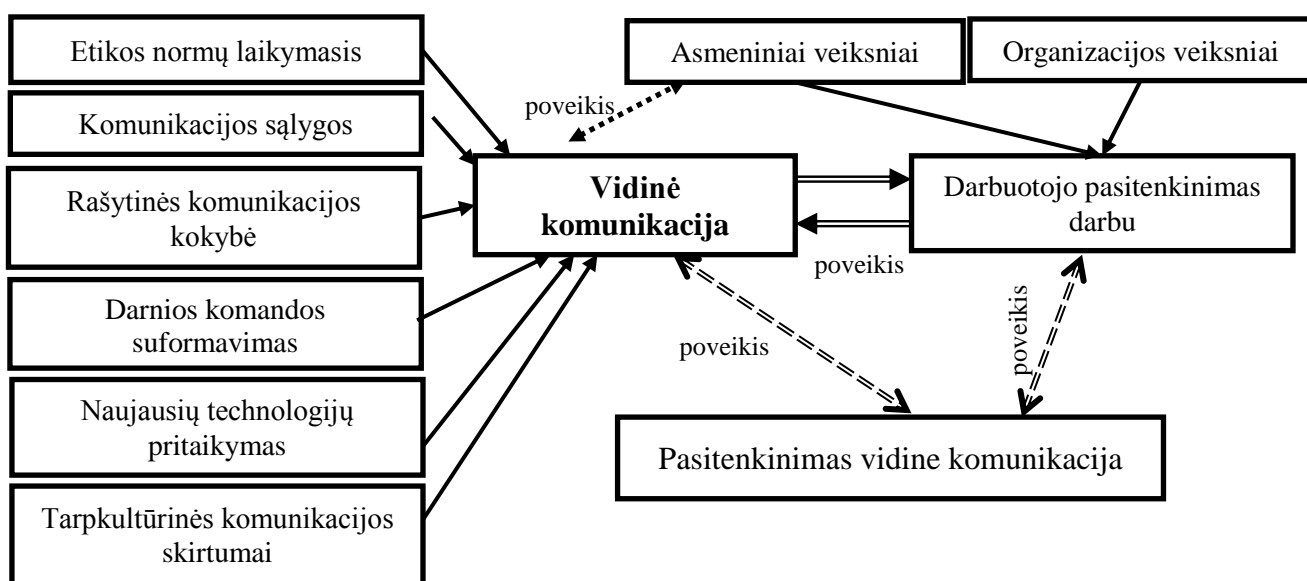 Etikos normų laikymasis
Komunikacijos sąlygos
Rašytinės komunikacijos
kokybė
Darnios komandos
suformavimas
Naujausių technologijų
pritaikymas
Tarpkultūrinės komunikacijos
skirtumai
poveikis
Asmeniniai veiksniai
Organizacijos veiksniai
Vidinė
komunikacija
Darbuotojo pasitenkinimas
darbu
poveikis
poveikis
poveikis
Pasitenkinimas vidine komunikacija